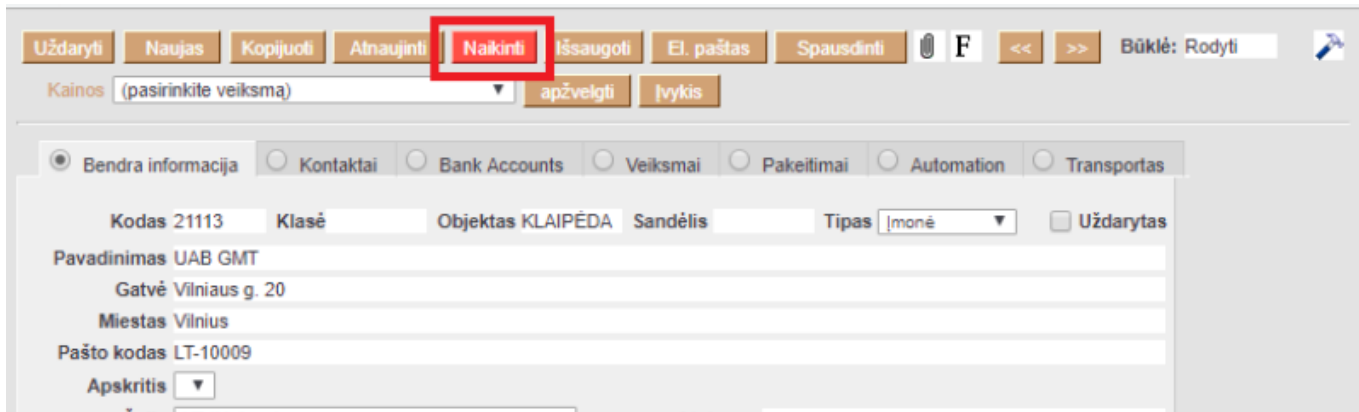 Uždaryti Naujas Kopijuoti Atnaujinti Naikinti Išsaugoti El. paštas Spausdinti F << >> Būklė: Rodyti
Kainos (pasirinkite veiksmą) apžvelgti Įvykis
Bendra informacija Kontaktai Bank Accounts Veiksmai Pakeitimai Automation Transportas
Kodas 21113 Klasė Objektas KLAIPĖDA Sandėlis Tipas Įmonė Uždarytas
Pavadinimas UAB GMT
Gatvė Vilniaus g. 20
Miestas Vilnius
Pašto kodas LT-10009
Apskritis